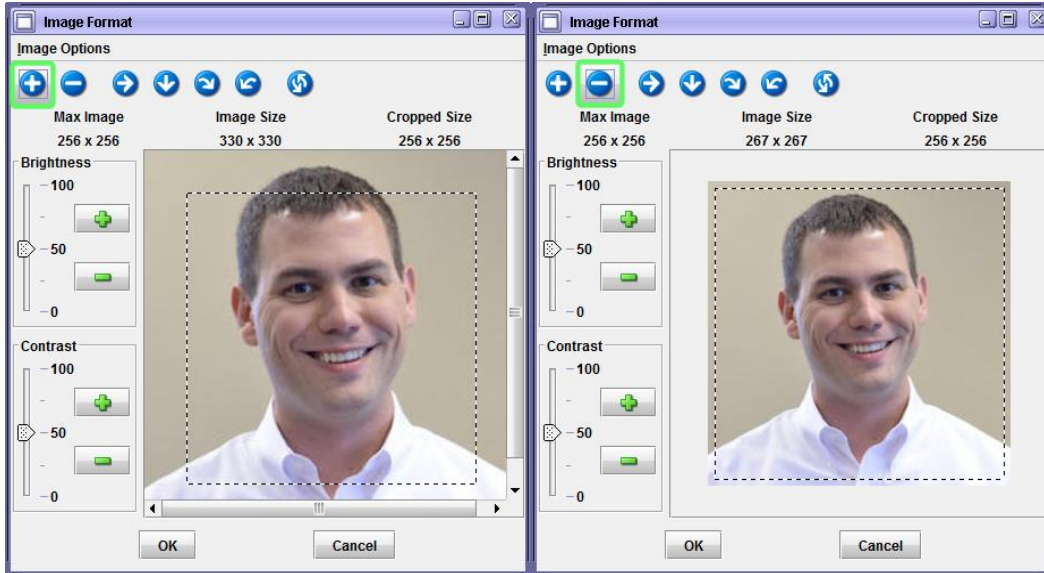 Image Format
Image Options
Max Image Image Size Cropped Size
256 x 256 330 x 330 256 x 256
Brightness
100
50
0
Contrast
100
50
0
OK Cancel
Image Format
Image Options
Max Image Image Size Cropped Size
256 x 256 267 x 267 256 x 256
Brightness
100
50
0
Contrast
100
50
0
OK Cancel